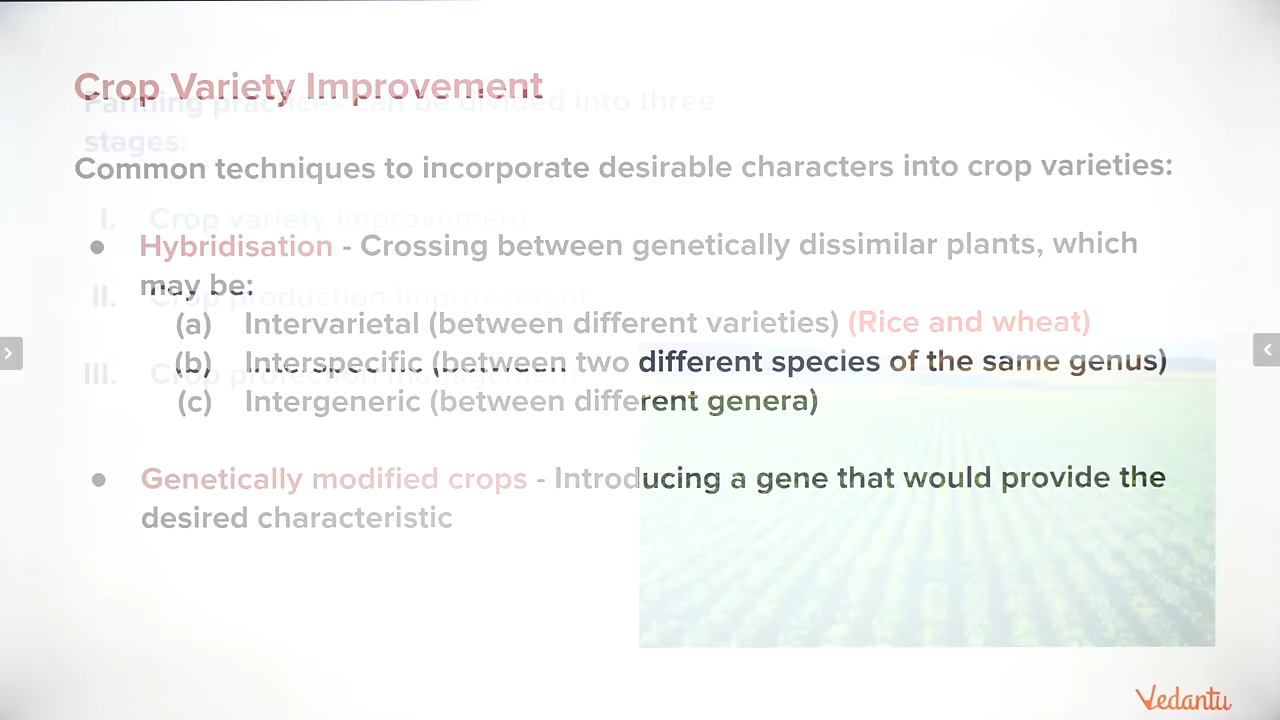 Crop Variety Improvement
Farming practices can be divided into three
stages:
Common techniques to incorporate desirable characters into crop varieties:
I. Crop variety improvement
● Hybridisation - Crossing between genetically dissimilar plants, which
may be:
II. Crop production improvement
(a) Intervarietal (between different varieties) (Rice and wheat)
(b) Interspecific (between two different species of the same genus)
III. Crop protection management
(c) Intergeneric (between different genera)
● Genetically modified crops - Introducing a gene that would provide the
desired characteristic
Vedantu